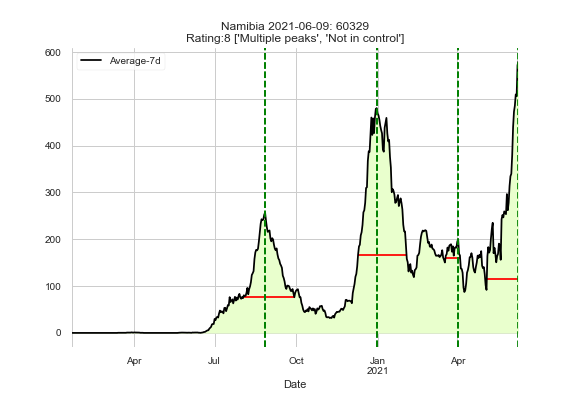 Namibia 2021-06-09: 60329
Rating:8 ['Multiple peaks', 'Not in control']
600
Average-7d
500
400
300
200
100
0
Apr
Jul
Oct
Jan
2021
Apr
Date